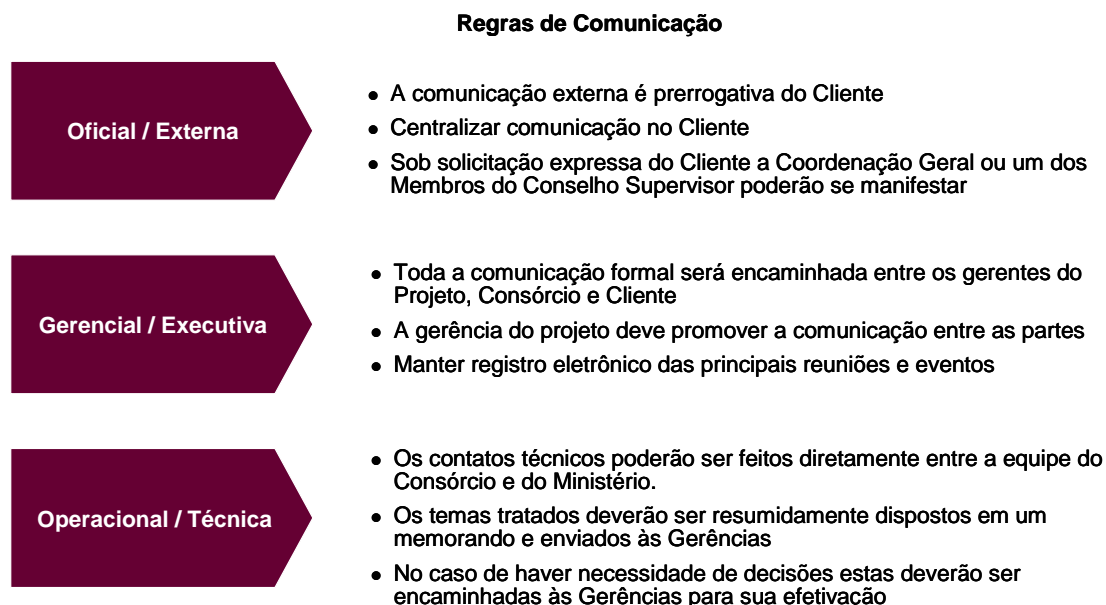 Regras de Comunicação
Oficial / Externa
• A comunicação externa é prerrogativa do Cliente
• Centralizar comunicação no Cliente
• Sob solicitação expressa do Cliente a Coordenação Geral ou um dos
Membros do Conselho Supervisor poderão se manifestar
Gerencial / Executiva
• Toda a comunicação formal será encaminhada entre os gerentes do
Projeto, Consórcio e Cliente
• A gerência do projeto deve promover a comunicação entre as partes
• Manter registro eletrônico das principais reuniões e eventos
Operacional / Técnica
• Os contatos técnicos poderão ser feitos diretamente entre a equipe do
Consórcio e do Ministério.
• Os temas tratados deverão ser resumidamente dispostos em um
memorando e enviados às Gerências
• No caso de haver necessidade de decisões estas deverão ser
encaminhadas às Gerências para sua efetivação